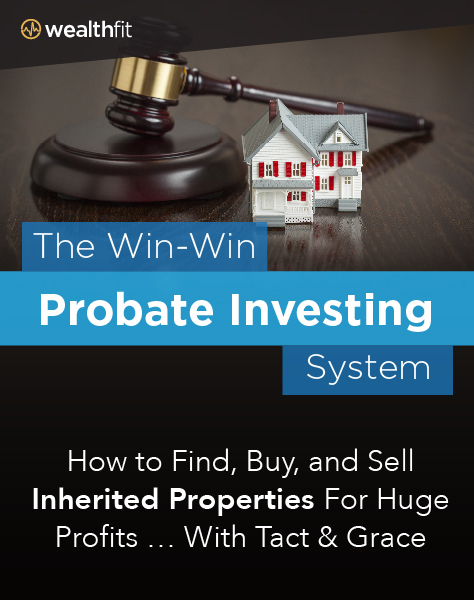 wealthfit
The Win-Win
Probate Investing
System
How to Find, Buy, and Sell
Inherited Properties For Huge
Profits … With Tact & Grace